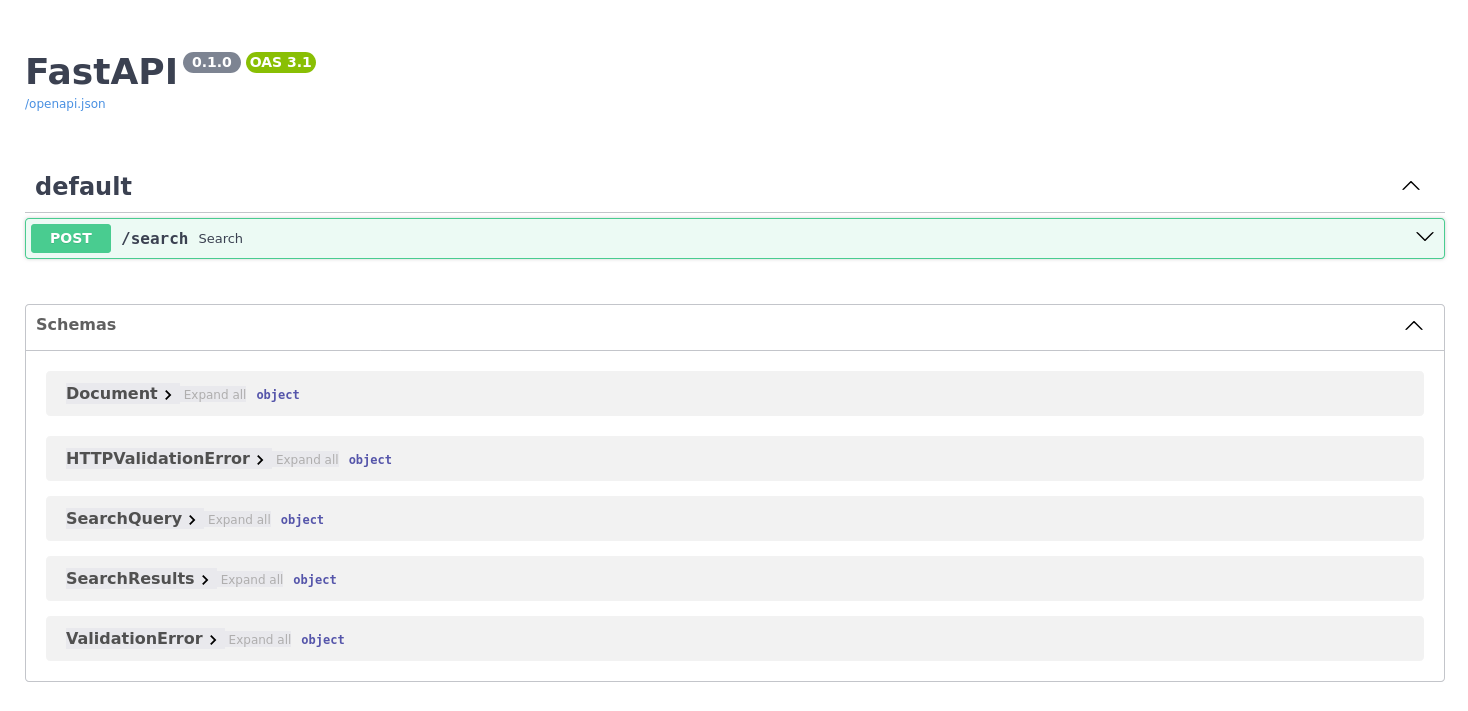 FastAPI 0.1.0 OAS 3.1
/openapi.json
default
POST /search Search
Schemas
Document Expand all object
HTTPValidationError Expand all object
SearchQuery Expand all object
SearchResults Expand all object
ValidationError Expand all object